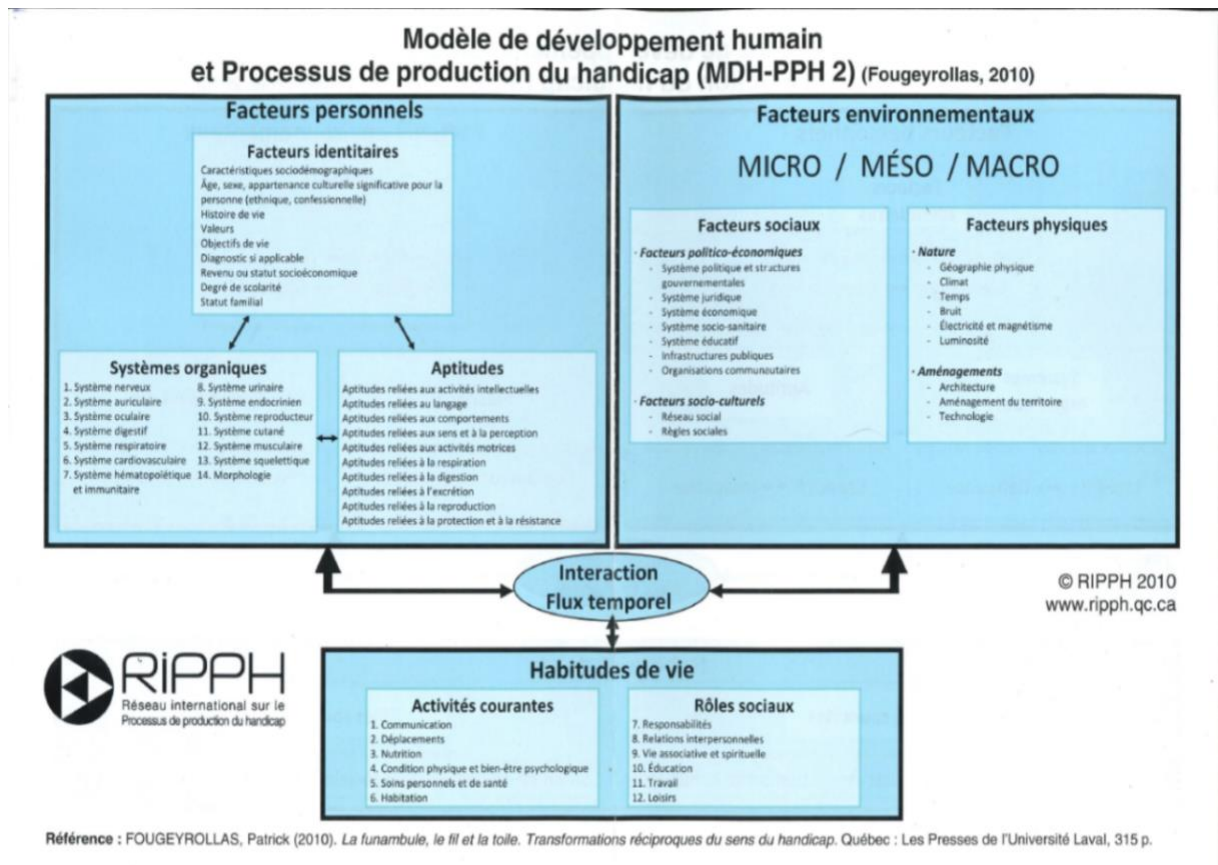 Modèle de développement humain
et Processus de production du handicap (MDH-PPH 2) (Fougeyrollas, 2010)
Facteurs personnels
Facteurs identitaires
Caractéristiques sociodémographiques
Âge, sexe, appartenance culturelle significative pour la
personne (ethnique, confessionnelle)
Histoire de vie
Valeurs
Objectifs de vie
Diagnostic si applicable
Revenu ou statut socioéconomique
Degré de scolarité
Statut familial
Systèmes organiques
1. Système nerveux
2. Système auriculaire
3. Système oculaire
4. Système digestif
5. Système respiratoire
6. Système cardiovasculaire
7. Système hématopoïétique
et immunitaire
8. Système urinaire
9. Système endocrinien
10. Système reproducteur
11. Système cutané
12. Système musculaire
13. Système squelettique
14. Morphologie
Aptitudes
Aptitudes reliées aux activités intellectuelles
Aptitudes reliées au langage
Aptitudes reliées aux comportements
Aptitudes reliées aux sens et à la perception
Aptitudes reliées aux activités motrices
Aptitudes reliées à la respiration
Aptitudes reliées à la digestion
Aptitudes reliées à l'excrétion
Aptitudes reliées à la reproduction
Aptitudes reliées à la protection et à la résistance
Facteurs environnementaux
MICRO / MÉSO / MACRO
Facteurs sociaux
· Facteurs politico-économiques
- Système politique et structures
gouvernementales
- Système juridique
- Système économique
- Système socio-sanitaire
- Système éducatif
- Infrastructures publiques
- Organisations communautaires
· Facteurs socio-culturels
- Réseau social
- Règles sociales
Facteurs physiques
· Nature
- Géographie physique
- Climat
- Temps
- Bruit
- Électricité et magnétisme
- Luminosité
· Aménagements
- Architecture
- Aménagement du territoire
- Technologie
Interaction
Flux temporel
© RIPPH 2010
www.ripph.qc.ca
RiPPH
Réseau international sur le
Processus de production du handicap
Habitudes de vie
Activités courantes
1. Communication
2. Déplacements
3. Nutrition
4. Condition physique et bien-être psychologique
5. Soins personnels et de santé
6. Habitation
Rôles sociaux
7. Responsabilités
8. Relations interpersonnelles
9. Vie associative et spirituelle
10. Éducation
11. Travail
12. Loisirs
Référence : FOUGEYROLLAS, Patrick (2010). La funambule, le fil et la toile. Transformations réciproques du sens du handicap. Québec : Les Presses de l'Université Laval, 315 p.